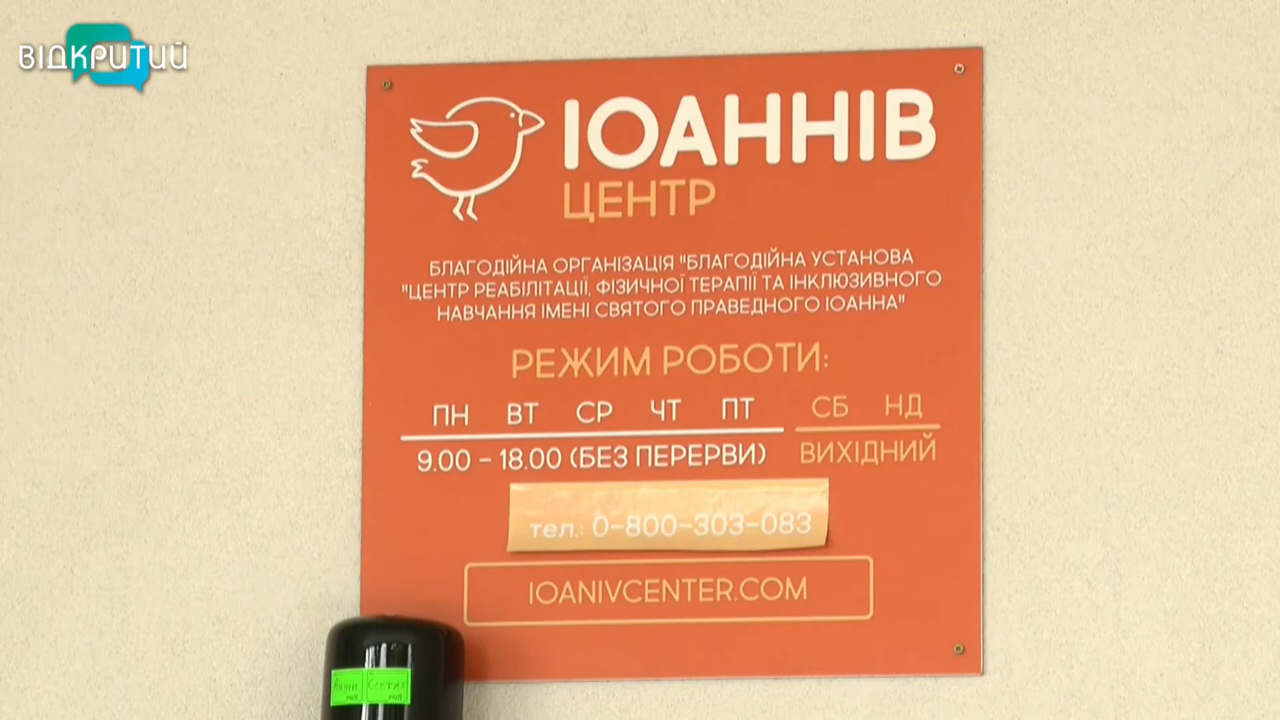 ВІДКРИТИЙ
ІОАННІВ
ЦЕНТР
БЛАГОДІЙНА ОРГАНІЗАЦІЯ "БЛАГОДІЙНА УСТАНОВА
"ЦЕНТР РЕАБІЛІТАЦІЇ, ФІЗИЧНОЇ ТЕРАПІЇ ТА ІНКЛЮЗИВНОГО
НАВЧАННЯ ІМЕНІ СВЯТОГО ПРАВЕДНОГО ІОАННА"
РЕЖИМ РОБОТИ:
ПН ВТ СР ЧТ ПТ СБ НД
9.00 – 18.00 (БЕЗ ПЕРЕРВИ) ВИХІДНИЙ
тел.: 0-800-303-083
IOANIVCENTER.COM